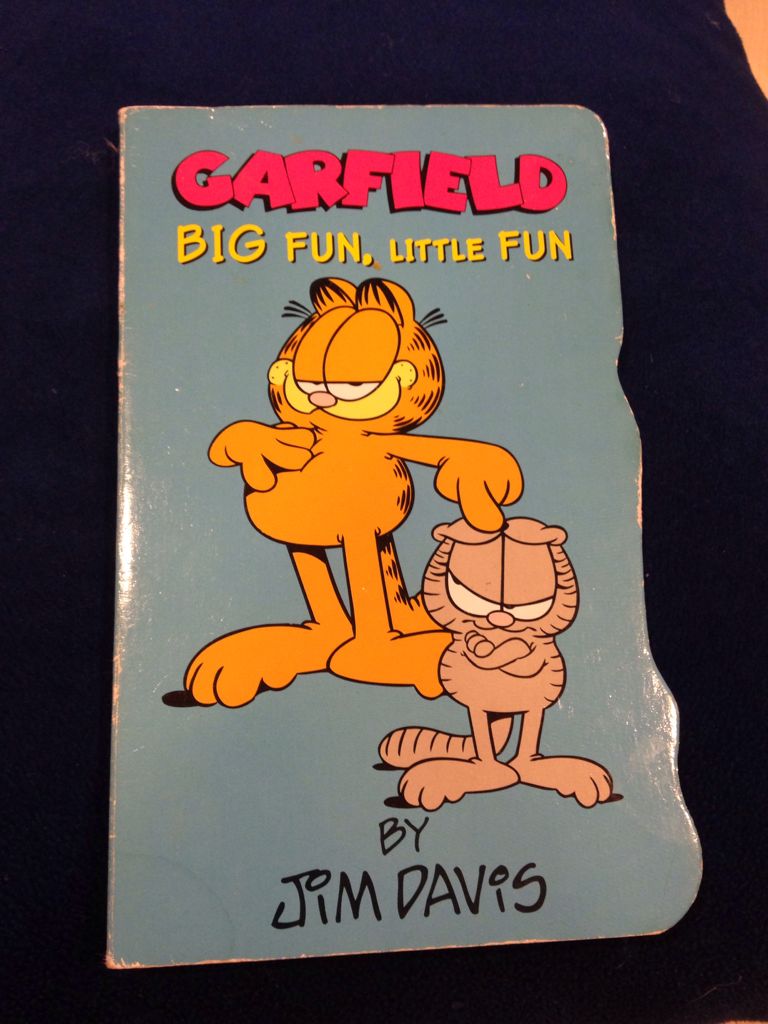 GARFIELD
BIG FUN, LITTLE FUN
BY
JiM DAViS